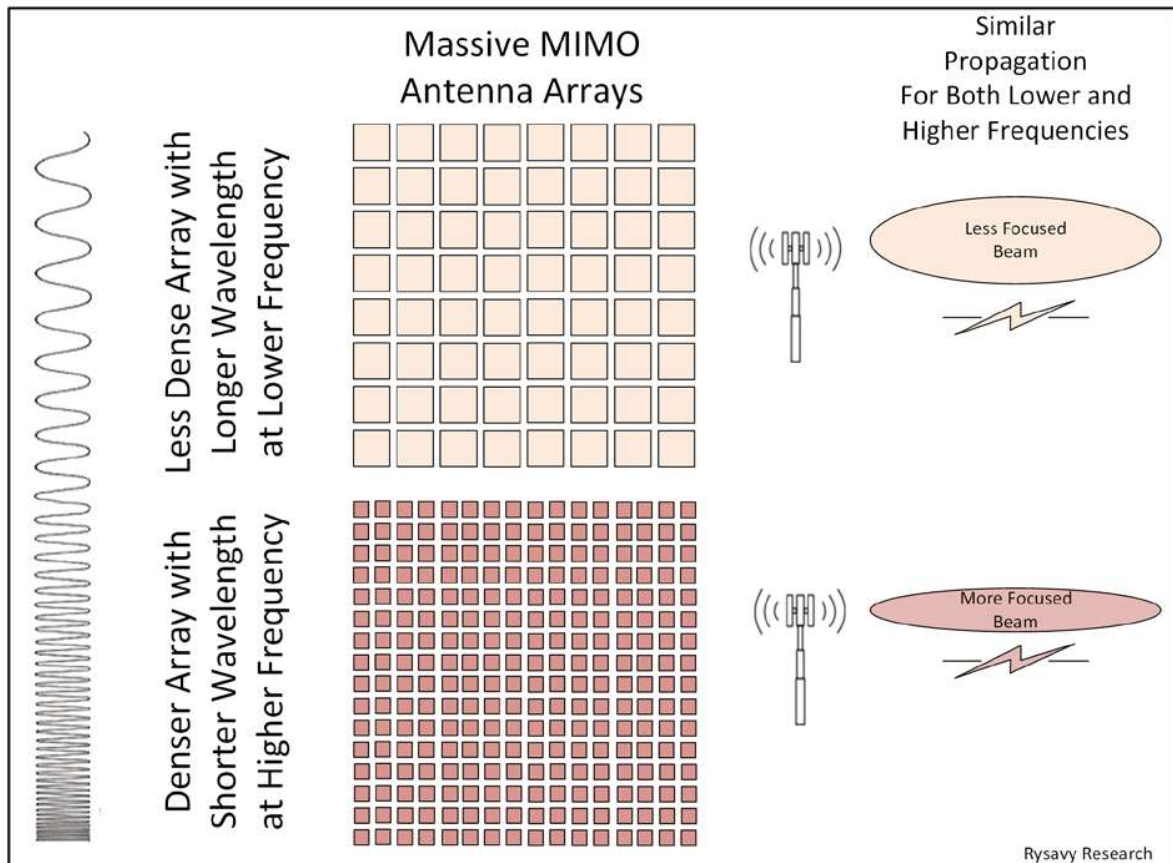 Massive MIMO
Antenna Arrays
Similar
Propagation
For Both Lower and
Higher Frequencies
Less Dense Array with
Longer Wavelength
at Lower Frequency
Less Focused
Beam
Denser Array with
Shorter Wavelength
at Higher Frequency
More Focused
Beam
Rysavy Research